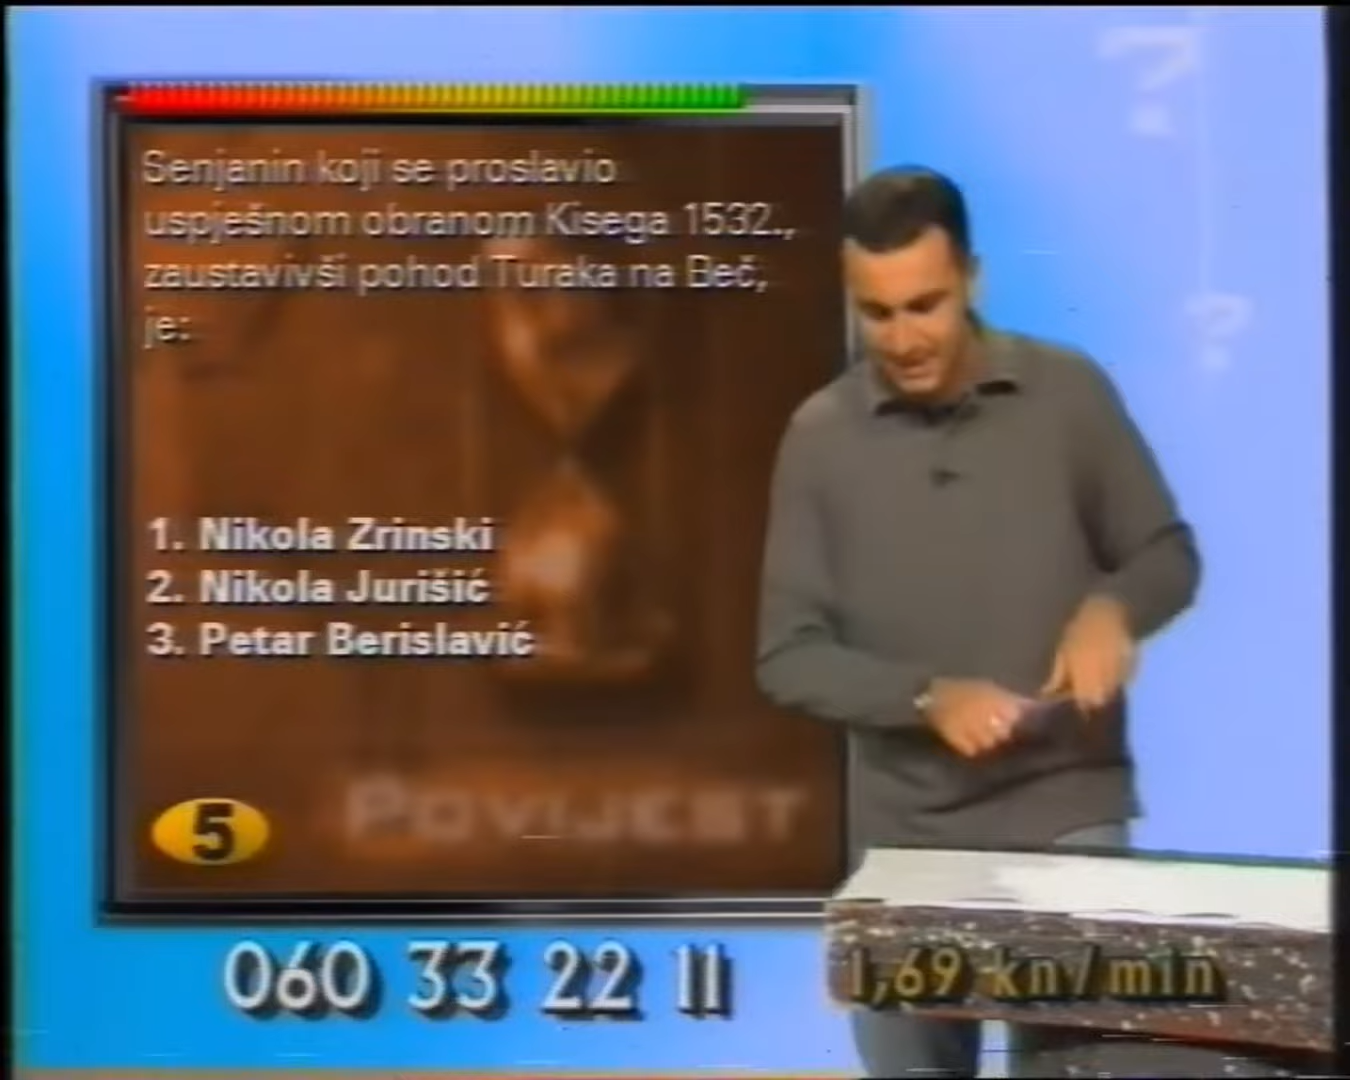 Senjanin koji se proslavio
uspješnom obranom Kisega 1532.,
zaustavivši pohod Turaka na Beč,
je:
1. Nikola Zrinski
2. Nikola Jurišić
3. Petar Berislavić
5 POVIJEST
060 33 22 11 1,69 kn/min